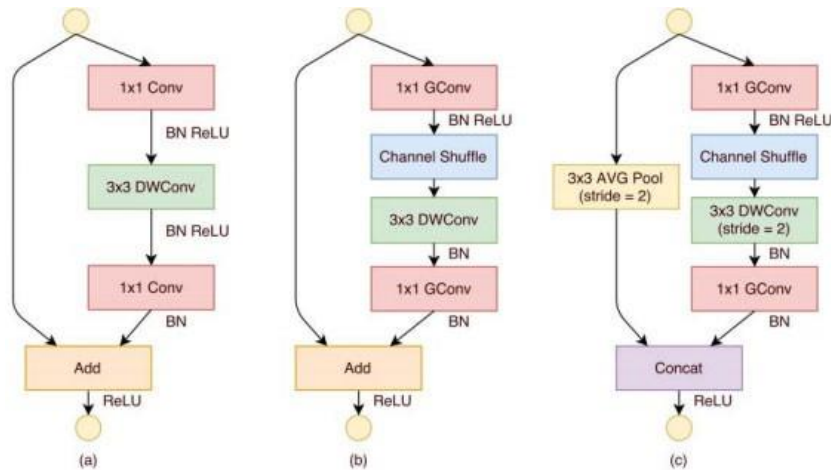 1x1 Conv
BN ReLU
3x3 DWConv
BN ReLU
1x1 Conv
BN
Add
ReLU
(a)
1x1 GConv
BN ReLU
Channel Shuffle
3x3 DWConv
BN
1x1 GConv
BN
Add
ReLU
(b)
1x1 GConv
BN ReLU
Channel Shuffle
3x3 AVG Pool
(stride = 2)
3x3 DWConv
(stride = 2)
BN
1x1 GConv
BN
Concat
ReLU
(c)